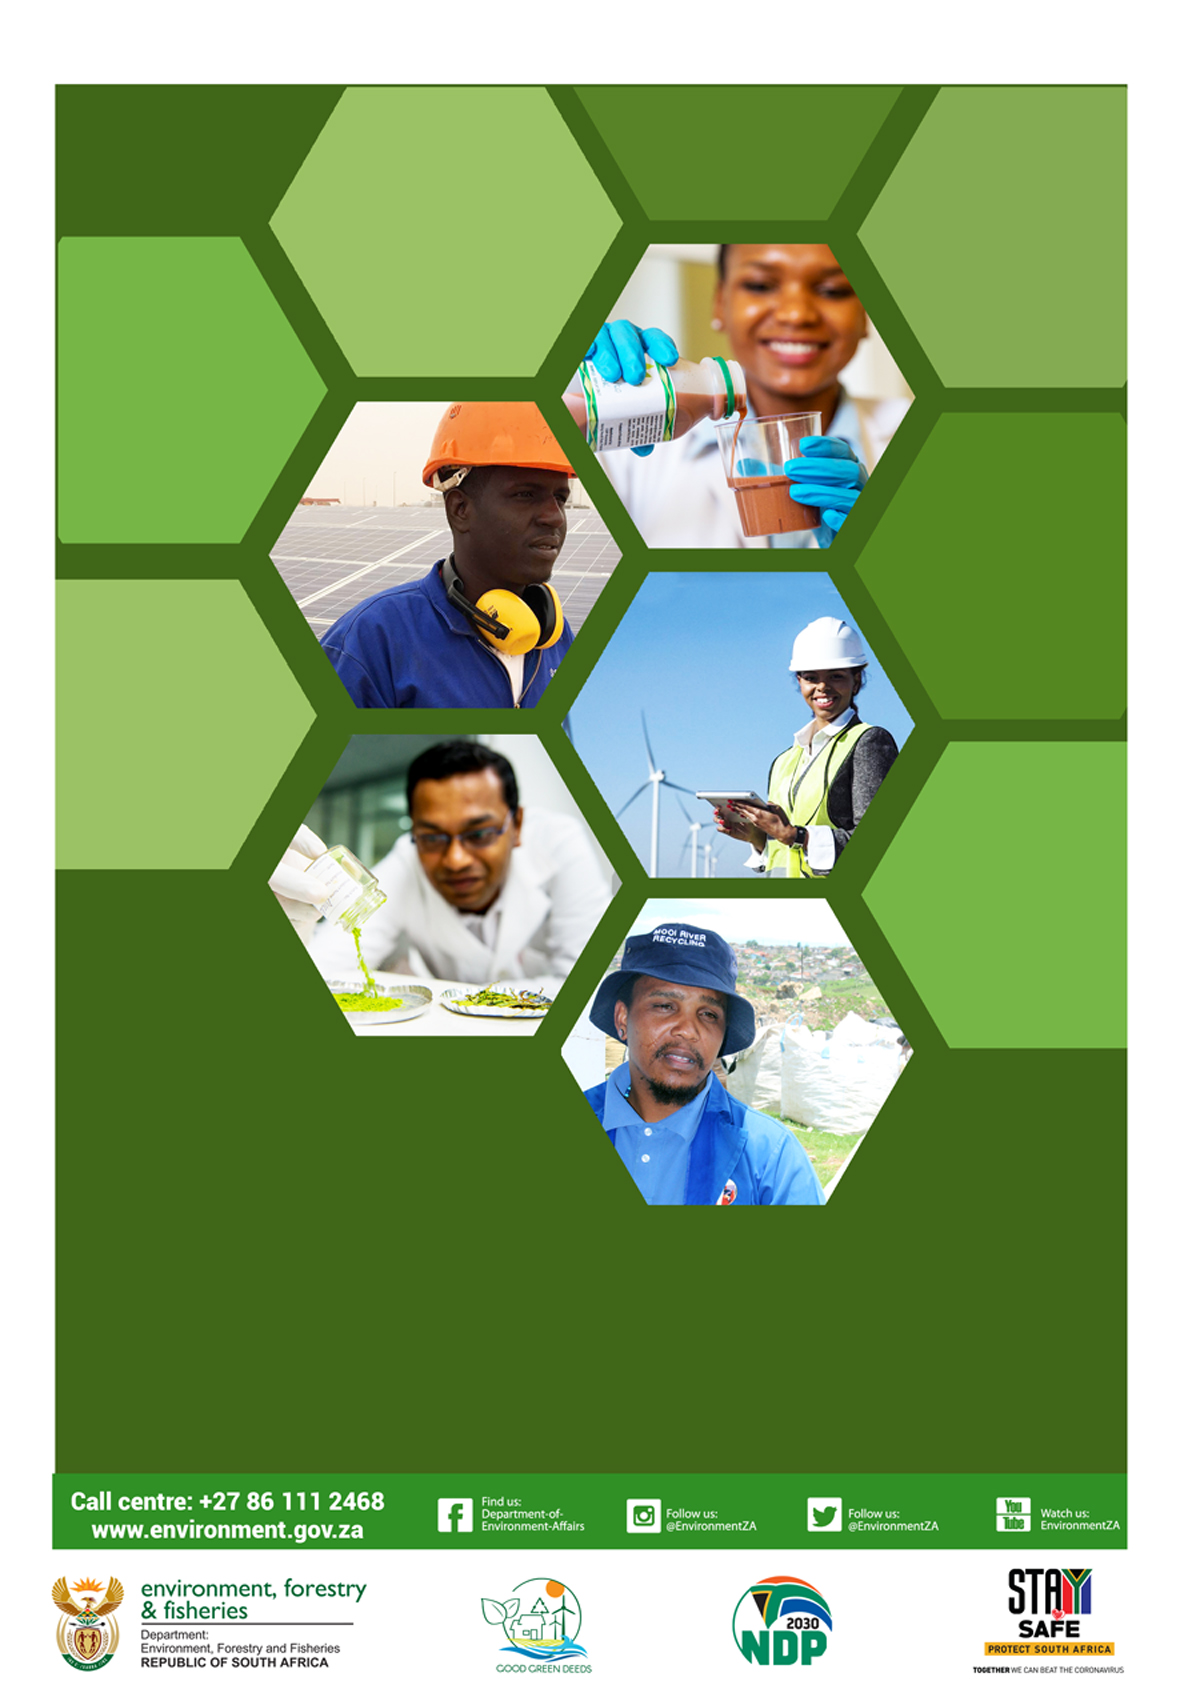 MOOI RIVER
RECYCLING
Call centre: +27 86 111 2468
www.environment.gov.za
Find us:
Department-of-
Environment-Affairs
Follow us:
@EnvironmentZA
Follow us:
@EnvironmentZA
You
Tube
Watch us:
EnvironmentZA
environment, forestry
& fisheries
Department:
Environment, Forestry and Fisheries
REPUBLIC OF SOUTH AFRICA
GOOD GREEN DEEDS
2030
NDP
STAY
SAFE
PROTECT SOUTH AFRICA
TOGETHER WE CAN BEAT THE CORONAVIRUS